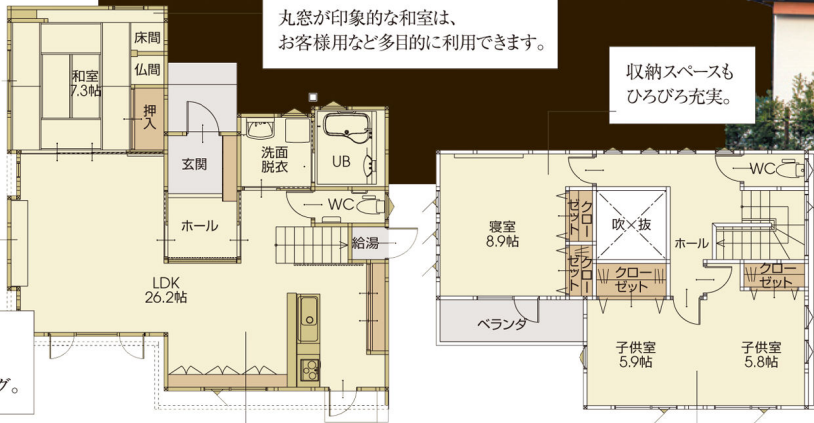 丸窓が印象的な和室は、
お客様用など多目的に利用できます。
収納スペースも
ひろびろ充実。
床間
仏間
和室
7.3帖
押入
玄関
洗面
脱衣
UB
ホール
WC
給湯
LDK
26.2帖
グ。
WC
寝室
8.9帖
クローゼット
クローゼット
吹抜
ホール
クローゼット
クローゼット
ベランダ
子供室
5.9帖
子供室
5.8帖